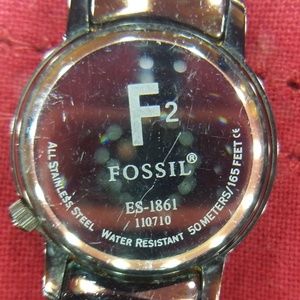 F2
FOSSIL®
ES-1861
110710
ALL STAINLESS STEEL WATER RESISTANT 50 METERS/165 FEET CE